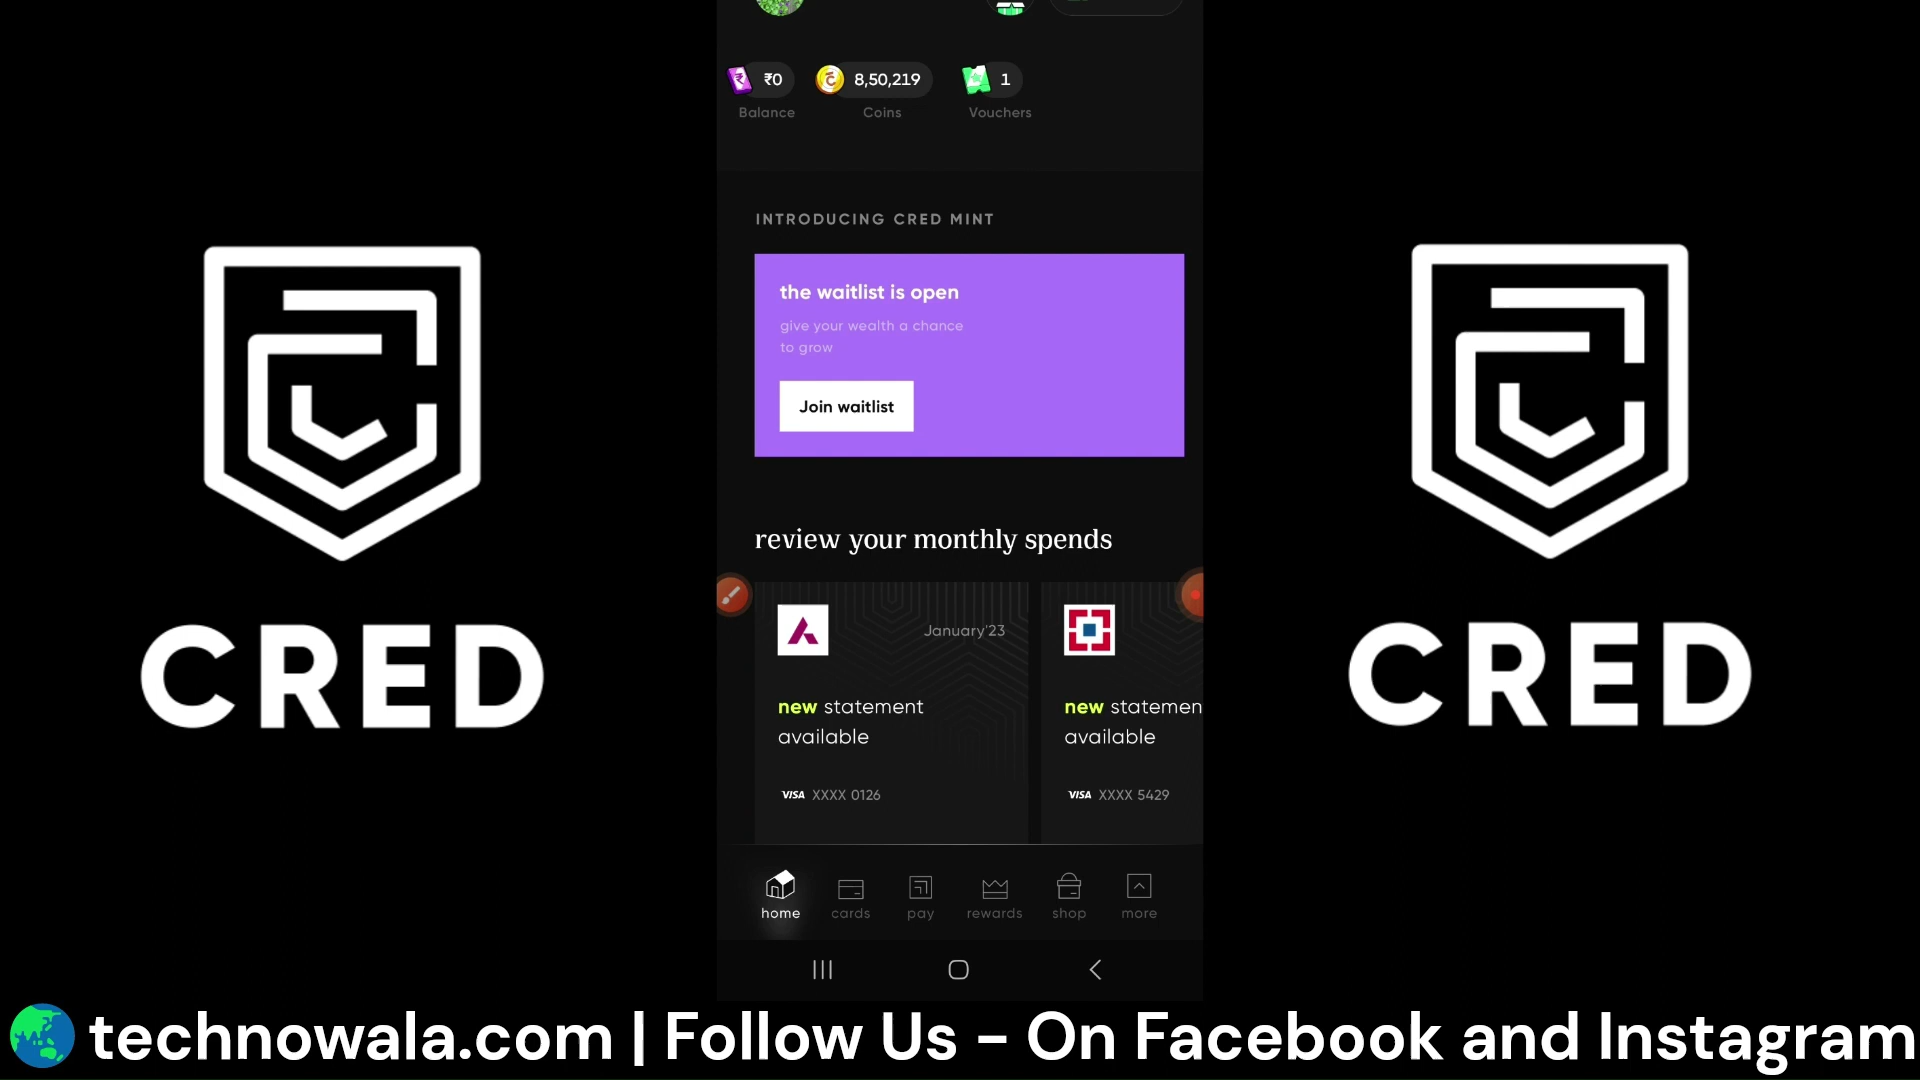 ₹0
8,50,219
1
Balance
Coins
Vouchers
INTRODUCING CRED MINT
the waitlist is open
give your wealth a chance
to grow
Join waitlist
review your monthly spends
January'23
new statement
available
VISA XXXX 0126
new statemen
available
VISA XXXX 5429
home
cards
pay
rewards
shop
more
CRED
CRED
technowala.com | Follow Us - On Facebook and Instagram